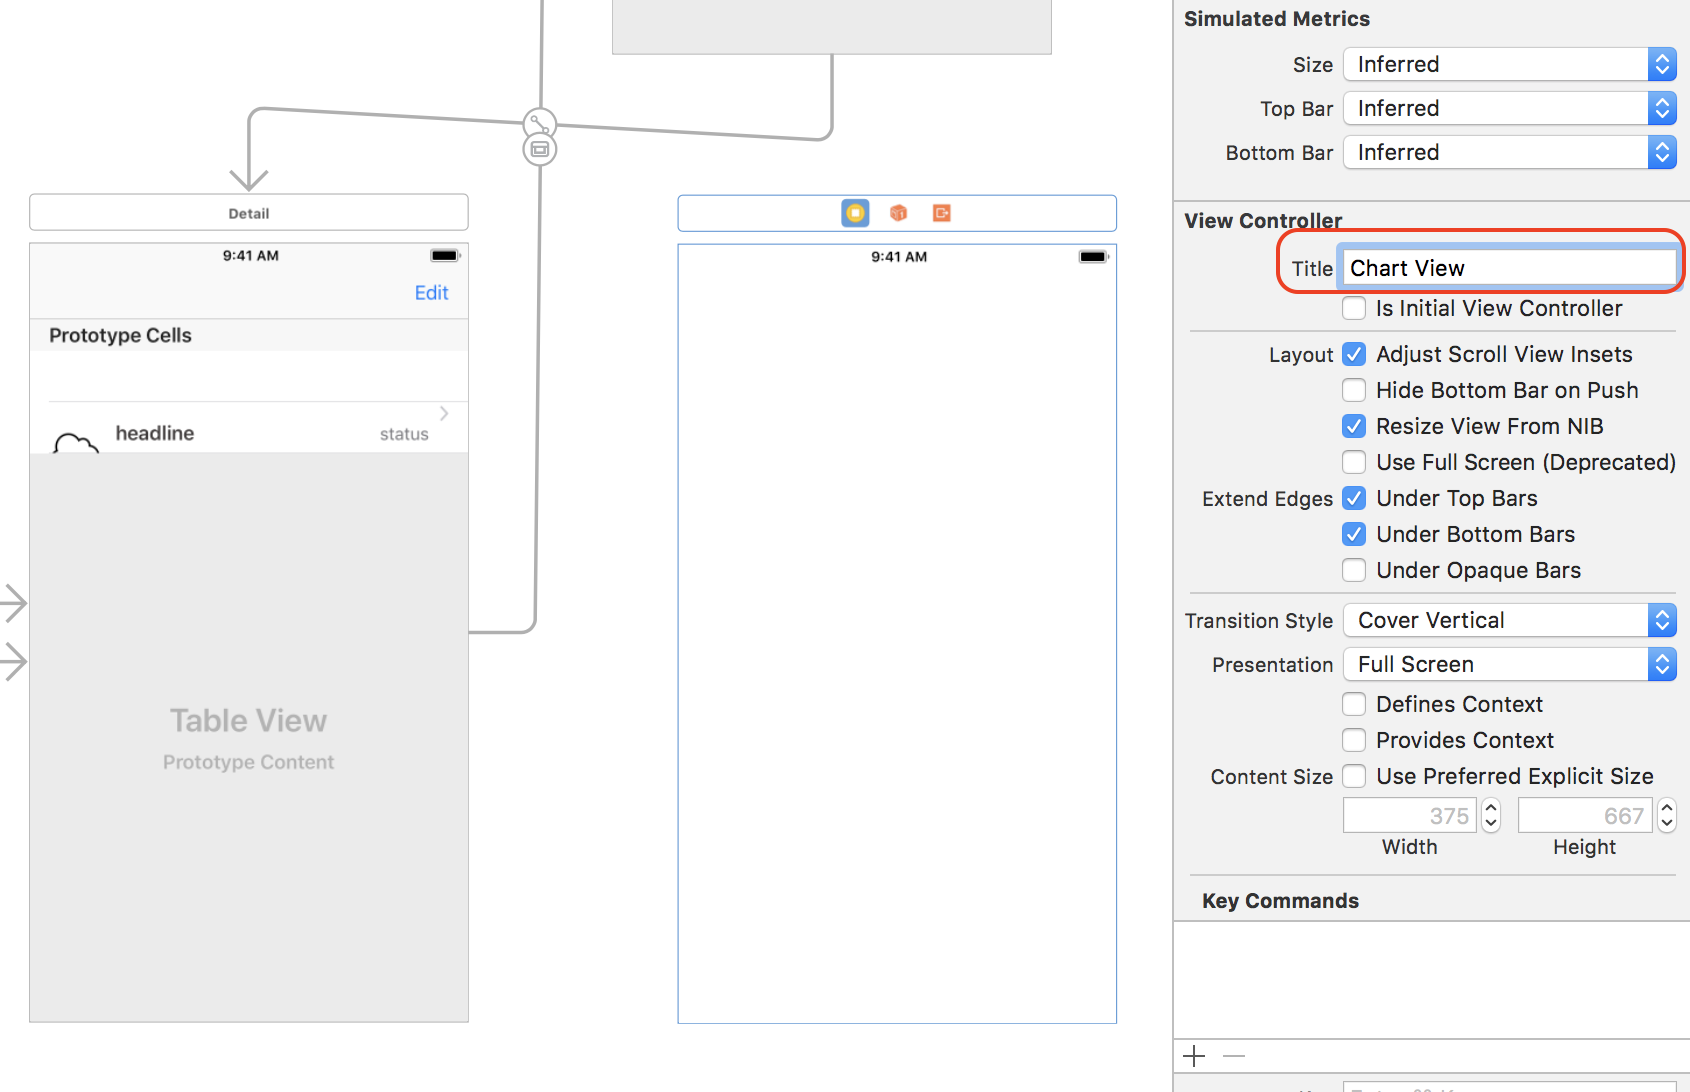 Detail
9:41 AM
Edit
Prototype Cells
headline
status
Table View
Prototype Content
9:41 AM
Simulated Metrics
Size Inferred
Top Bar Inferred
Bottom Bar Inferred
View Controller
Title Chart View
Is Initial View Controller
Layout Adjust Scroll View Insets
Hide Bottom Bar on Push
Resize View From NIB
Use Full Screen (Deprecated)
Extend Edges Under Top Bars
Under Bottom Bars
Under Opaque Bars
Transition Style Cover Vertical
Presentation Full Screen
Defines Context
Provides Context
Content Size Use Preferred Explicit Size
375 667
Width Height
Key Commands